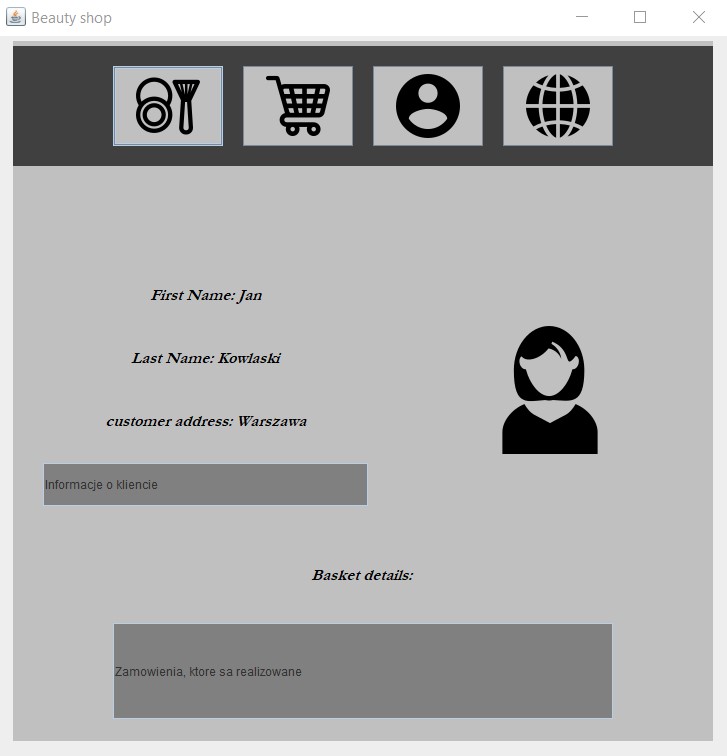 Beauty shop
First Name: Jan
Last Name: Kowlaski
customer address: Warszawa
Informacje o kliencie
Basket details:
Zamowienia, ktore sa realizowane